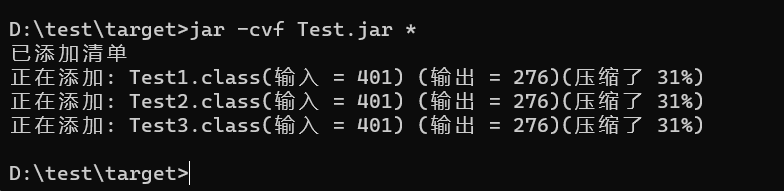 D:\test\target>jar -cvf Test.jar *
已添加清单
正在添加: Test1.class(输入 = 401) (输出 = 276)(压缩了 31%)
正在添加: Test2.class(输入 = 401) (输出 = 276)(压缩了 31%)
正在添加: Test3.class(输入 = 401) (输出 = 276)(压缩了 31%)
D:\test\target>